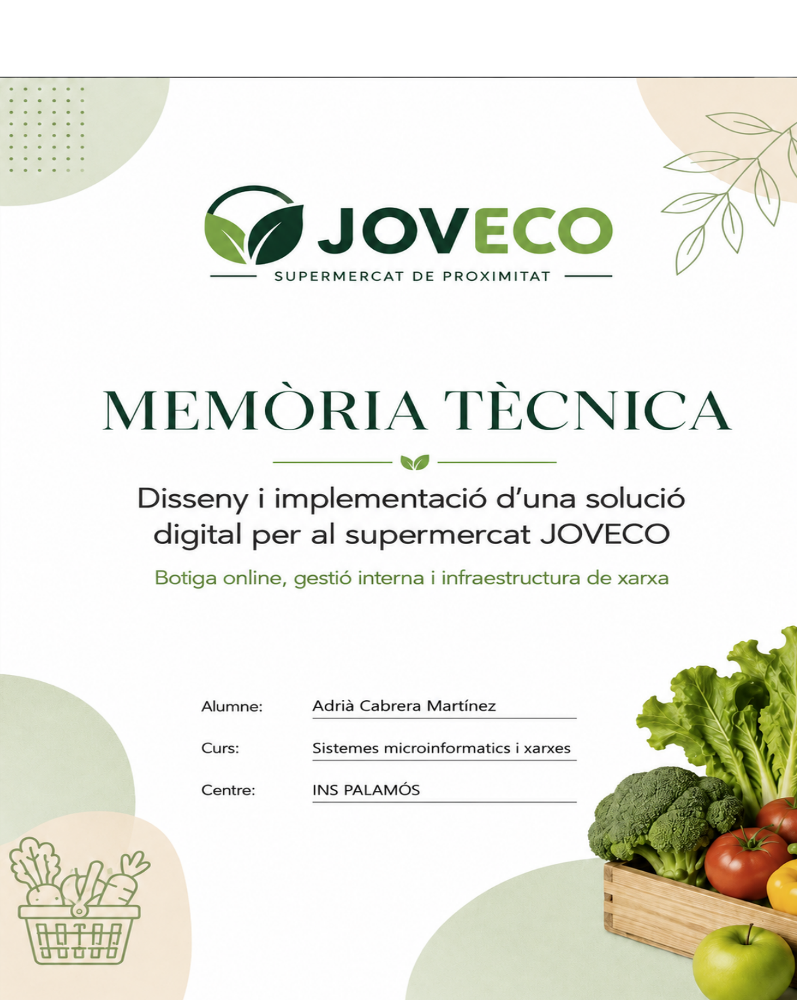 JOVECO
SUPERMERCAT DE PROXIMITAT
MEMÒRIA TÈCNICA
Disseny i implementació d'una solució
digital per al supermercat JOVECO
Botiga online, gestió interna i infraestructura de xarxa
Alumne: Adrià Cabrera Martínez
Curs: Sistemes microinformatics i xarxes
Centre: INS PALAMÓS